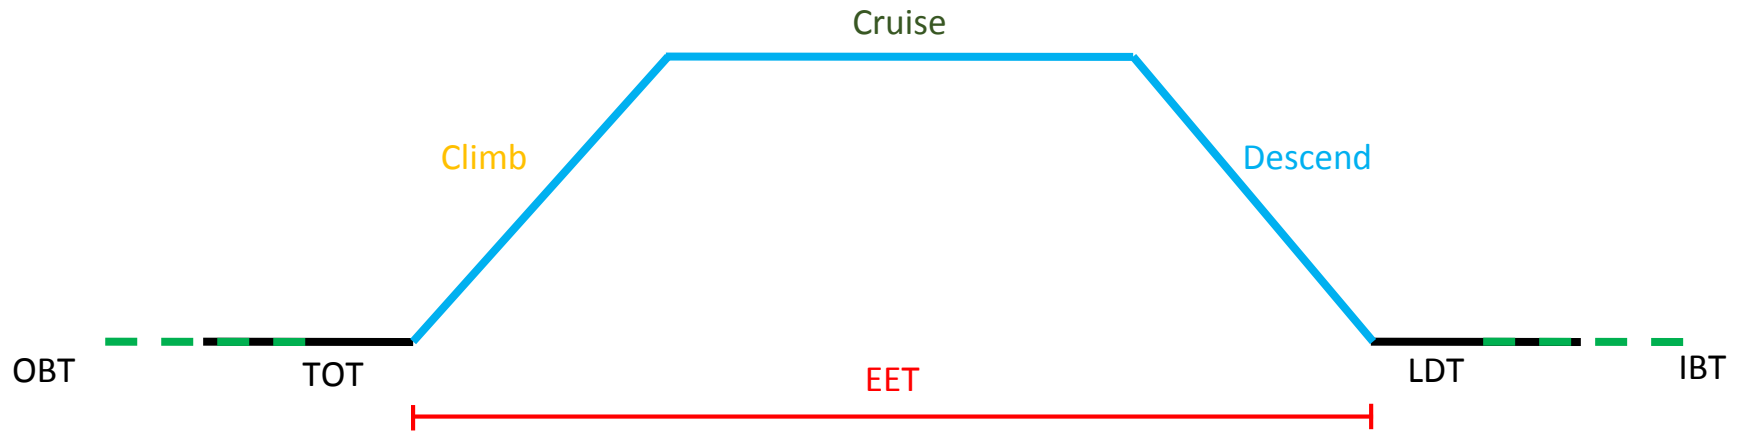 Cruise
Climb
Descend
OBT
TOT
EET
LDT
IBT